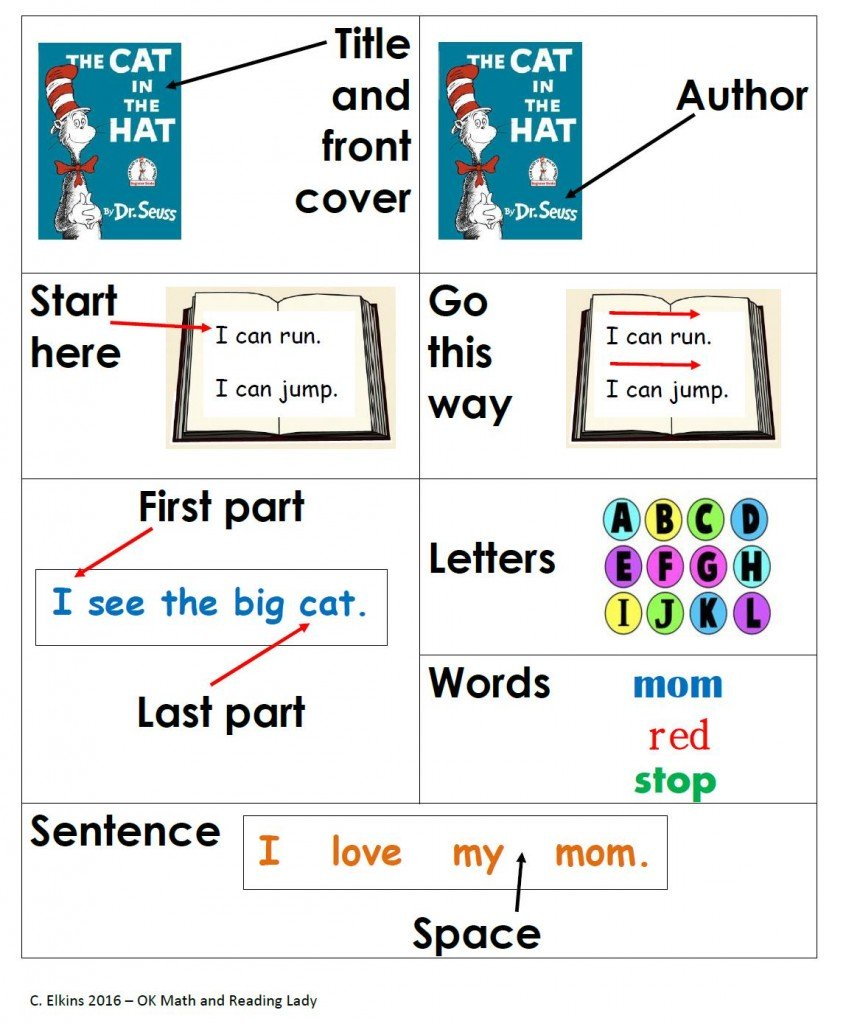 THE CAT
IN
THE
HAT
By Dr. Seuss
Title
and
front
cover
THE CAT
IN
THE
HAT
By Dr. Seuss
Author
Start
here
I can run.
I can jump.
Go
this
way
I can run.
I can jump.
First part
I see the big cat.
Last part
Letters
A B C D
E F G H
I J K L
Words
mom
red
stop
Sentence
I love my mom.
Space
C. Elkins 2016 – OK Math and Reading Lady